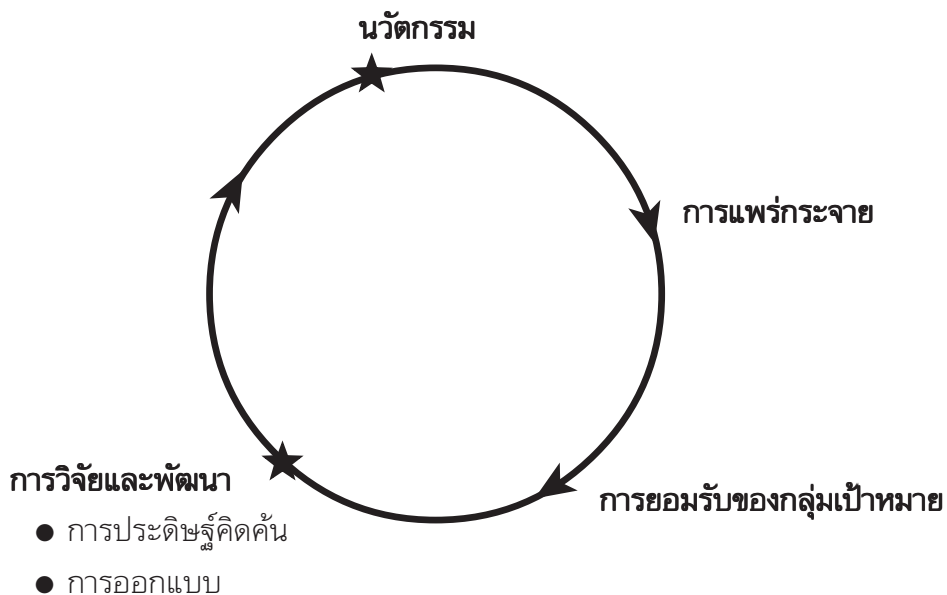 นวัตกรรม
การแพร่กระจาย
การวิจัยและพัฒนา
การยอมรับของกลุ่มเป้าหมาย
● การประดิษฐ์คิดค้น
● การออกแบบ